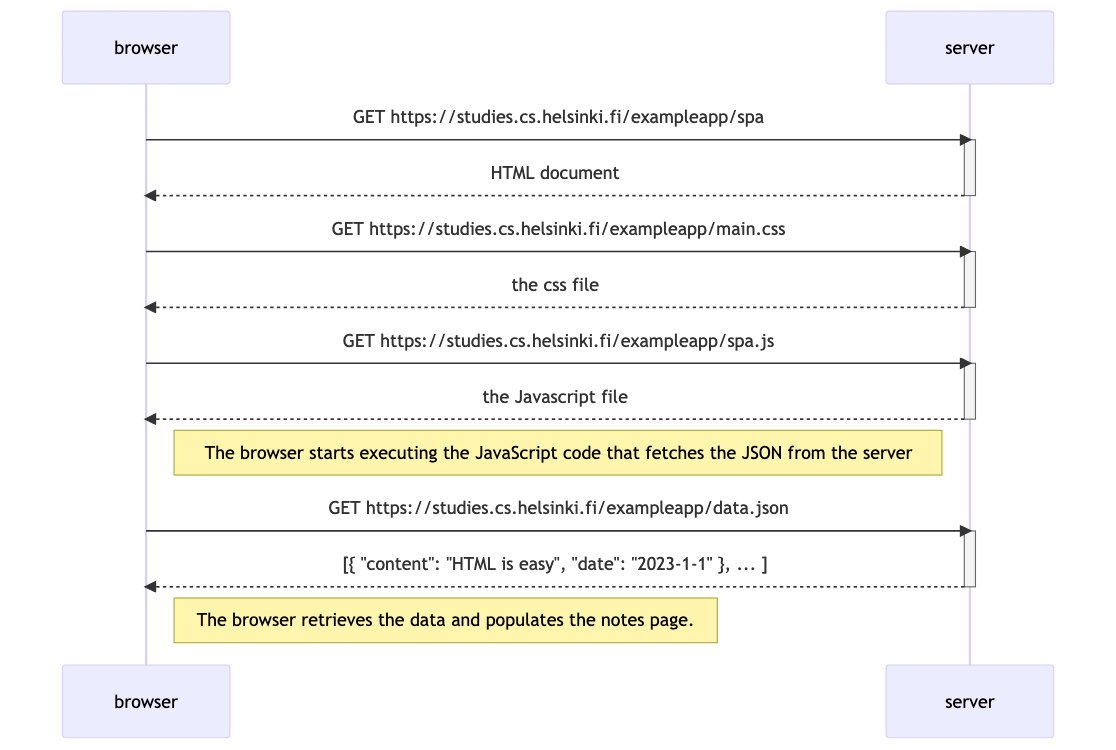 browser
server
GET https://studies.cs.helsinki.fi/exampleapp/spa
HTML document
GET https://studies.cs.helsinki.fi/exampleapp/main.css
the css file
GET https://studies.cs.helsinki.fi/exampleapp/spa.js
the Javascript file
The browser starts executing the JavaScript code that fetches the JSON from the server
GET https://studies.cs.helsinki.fi/exampleapp/data.json
[{ "content": "HTML is easy", "date": "2023-1-1" }, ... ]
The browser retrieves the data and populates the notes page.
browser
server